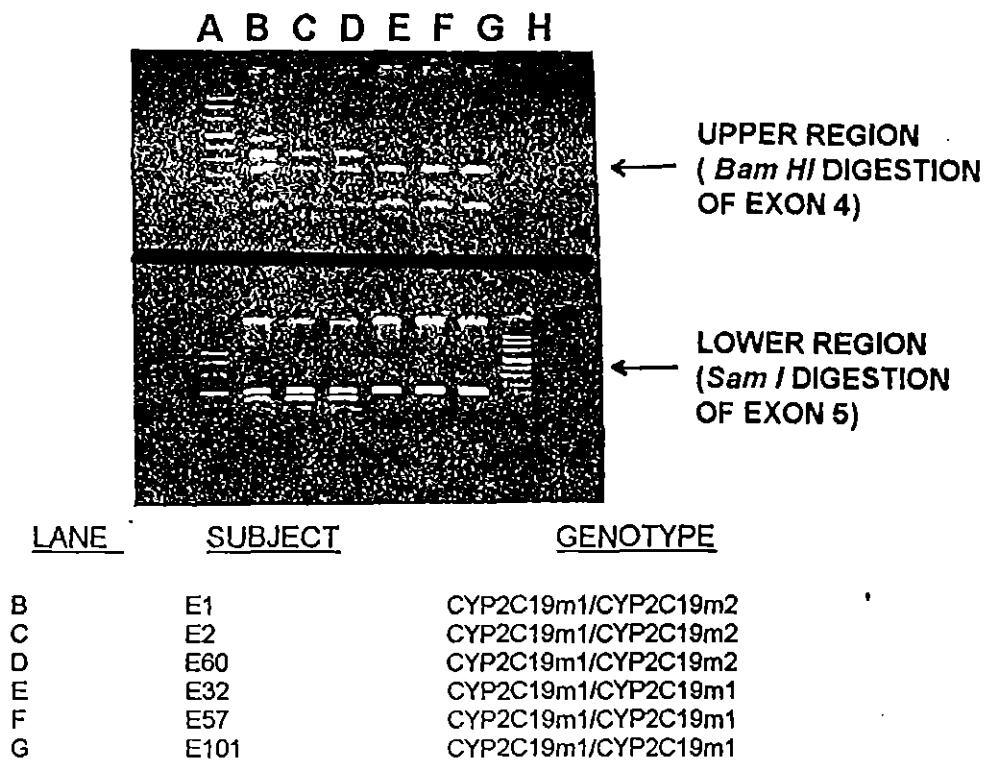 A B C D E F G H
UPPER REGION
( Bam HI DIGESTION
OF EXON 4)
LOWER REGION
(Sam I DIGESTION
OF EXON 5)
LANE SUBJECT GENOTYPE
B E1 CYP2C19m1/CYP2C19m2
C E2 CYP2C19m1/CYP2C19m2
D E60 CYP2C19m1/CYP2C19m2
E E32 CYP2C19m1/CYP2C19m1
F E57 CYP2C19m1/CYP2C19m1
G E101 CYP2C19m1/CYP2C19m1